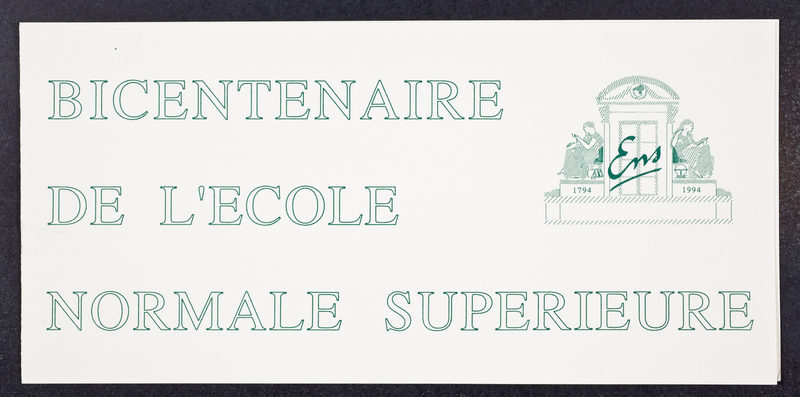 BICENTENAIRE
DE L'ECOLE
NORMALE SUPERIEURE
Ens
1794 1994